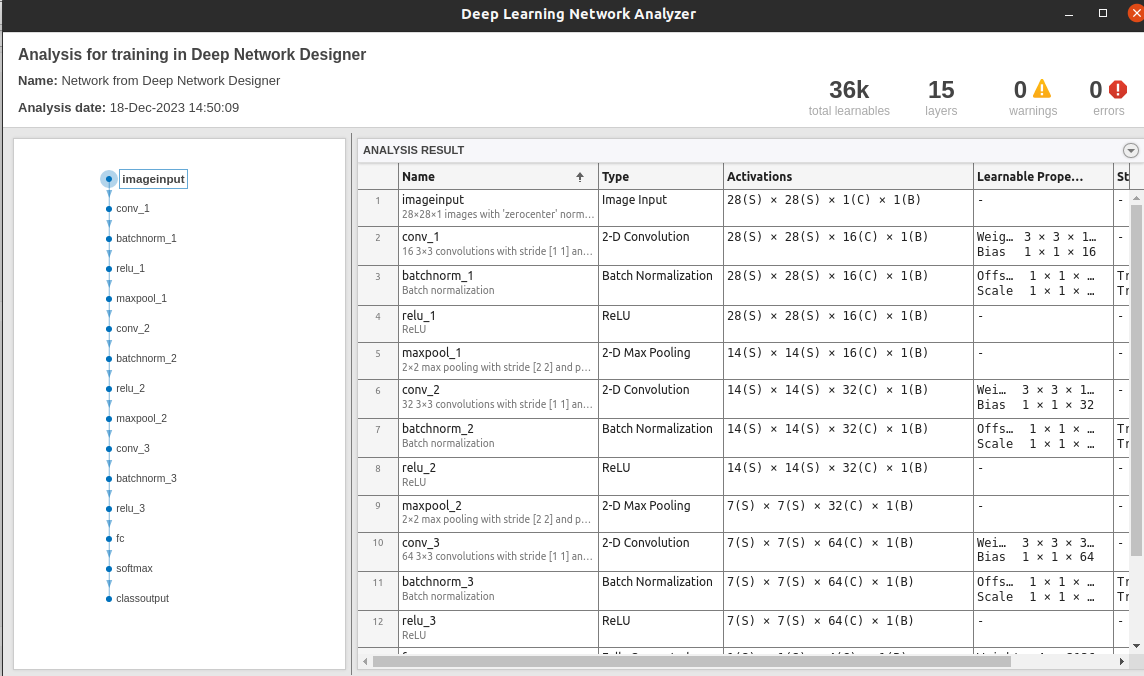 Deep Learning Network Analyzer
Analysis for training in Deep Network Designer
Name: Network from Deep Network Designer
Analysis date: 18-Dec-2023 14:50:09
36k
total learnables
15
layers
0
warnings
0
errors
imageinput
conv_1
batchnorm_1
relu_1
maxpool_1
conv_2
batchnorm_2
relu_2
maxpool_2
conv_3
batchnorm_3
relu_3
fc
softmax
classoutput
ANALYSIS RESULT
Name Type Activations Learnable Prope... St
1 imageinput Image Input 28(S) × 28(S) × 1(C) × 1(B) - -
28×28×1 images with 'zerocenter' norm...
2 conv_1 2-D Convolution 28(S) × 28(S) × 16(C) × 1(B) Weig... 3 × 3 × 1... -
16 3×3 convolutions with stride [1 1] an... Bias 1 × 1 × 16
3 batchnorm_1 Batch Normalization 28(S) × 28(S) × 16(C) × 1(B) Offs... 1 × 1 × ... Tr
Batch normalization Scale 1 × 1 × ... Tr
4 relu_1 ReLU 28(S) × 28(S) × 16(C) × 1(B) - -
ReLU
5 maxpool_1 2-D Max Pooling 14(S) × 14(S) × 16(C) × 1(B) - -
2×2 max pooling with stride [2 2] and p...
6 conv_2 2-D Convolution 14(S) × 14(S) × 32(C) × 1(B) Wei... 3 × 3 × 1... -
32 3×3 convolutions with stride [1 1] an... Bias 1 × 1 × 32
7 batchnorm_2 Batch Normalization 14(S) × 14(S) × 32(C) × 1(B) Offs... 1 × 1 × ... Tr
Batch normalization Scale 1 × 1 × ... Tr
8 relu_2 ReLU 14(S) × 14(S) × 32(C) × 1(B) - -
ReLU
9 maxpool_2 2-D Max Pooling 7(S) × 7(S) × 32(C) × 1(B) - -
2×2 max pooling with stride [2 2] and p...
10 conv_3 2-D Convolution 7(S) × 7(S) × 64(C) × 1(B) Wei... 3 × 3 × 3... -
64 3×3 convolutions with stride [1 1] an... Bias 1 × 1 × 64
11 batchnorm_3 Batch Normalization 7(S) × 7(S) × 64(C) × 1(B) Offs... 1 × 1 × ... Tr
Batch normalization Scale 1 × 1 × ... Tr
12 relu_3 ReLU 7(S) × 7(S) × 64(C) × 1(B) - -
ReLU